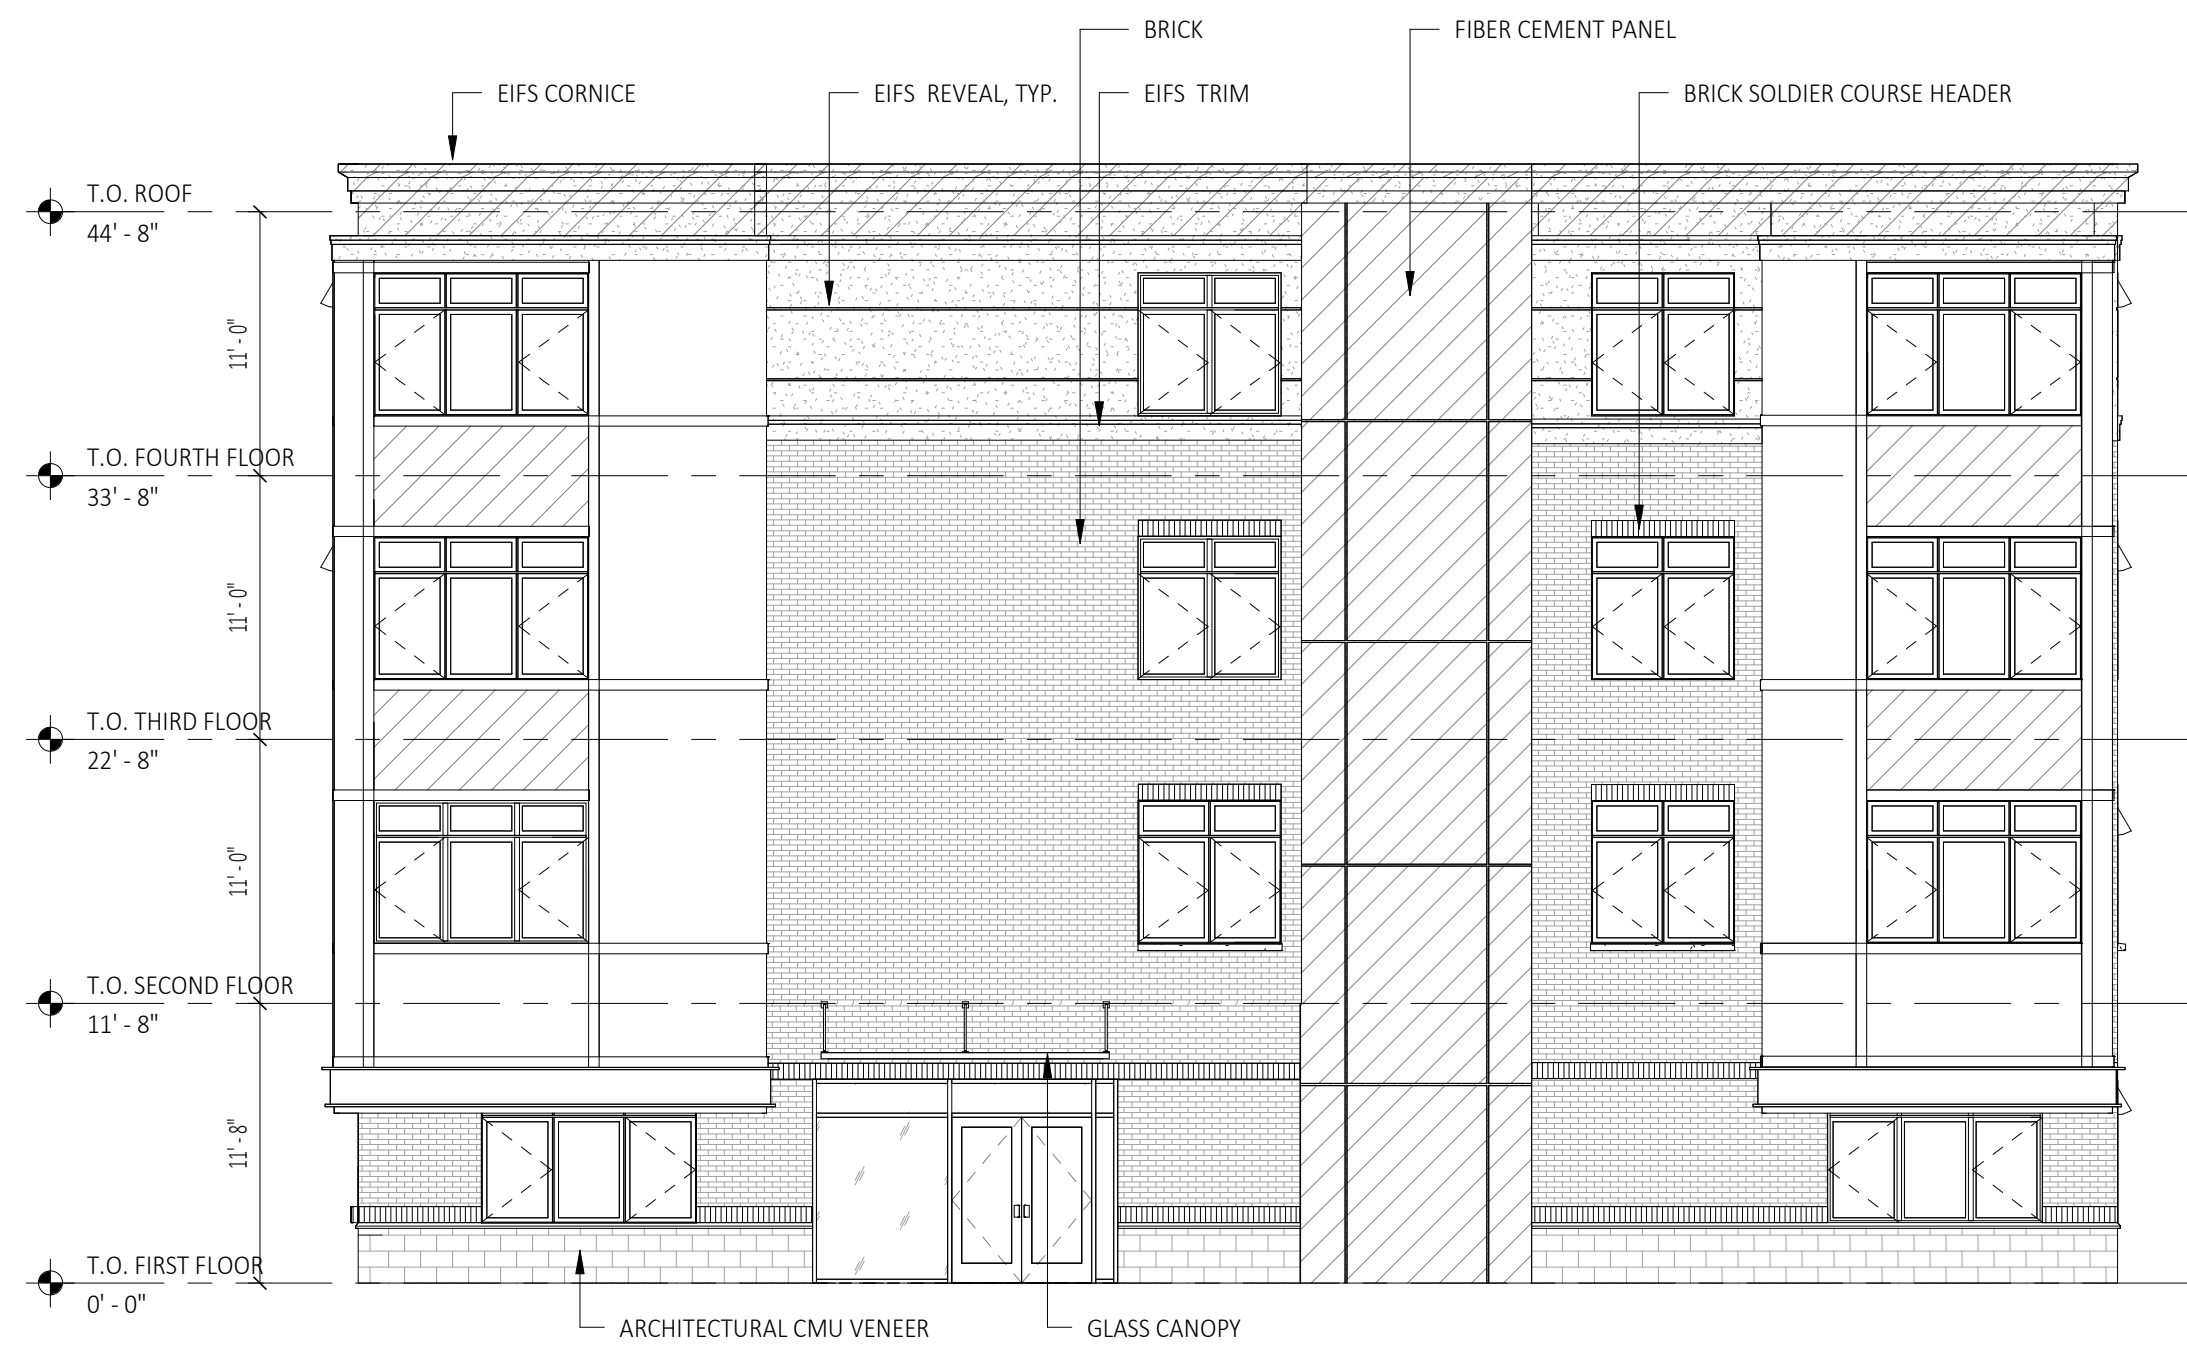 BRICK
FIBER CEMENT PANEL
EIFS CORNICE
EIFS REVEAL, TYP.
EIFS TRIM
BRICK SOLDIER COURSE HEADER
T.O. ROOF
44' - 8"
11' - 0"
T.O. FOURTH FLOOR
33' - 8"
11' - 0"
T.O. THIRD FLOOR
22' - 8"
11' - 0"
T.O. SECOND FLOOR
11' - 8"
11' - 8"
T.O. FIRST FLOOR
0' - 0"
ARCHITECTURAL CMU VENEER
GLASS CANOPY